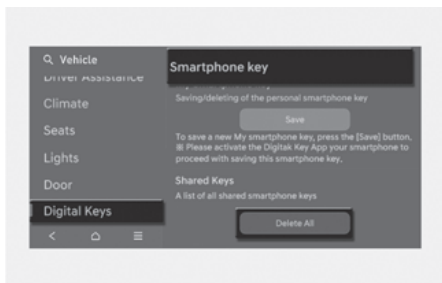 Vehicle
Smartphone key
Driver Assistance
Saving/deleting of the personal smartphone key
Climate
Save
Seats
To save a new My smartphone key, press the [Save] button.
※ Please activate the Digitak Key App your smartphone to
proceed with saving this smartphone key,
Lights
Shared Keys
Door
A list of all shared smartphone keys
Digital Keys
Delete All